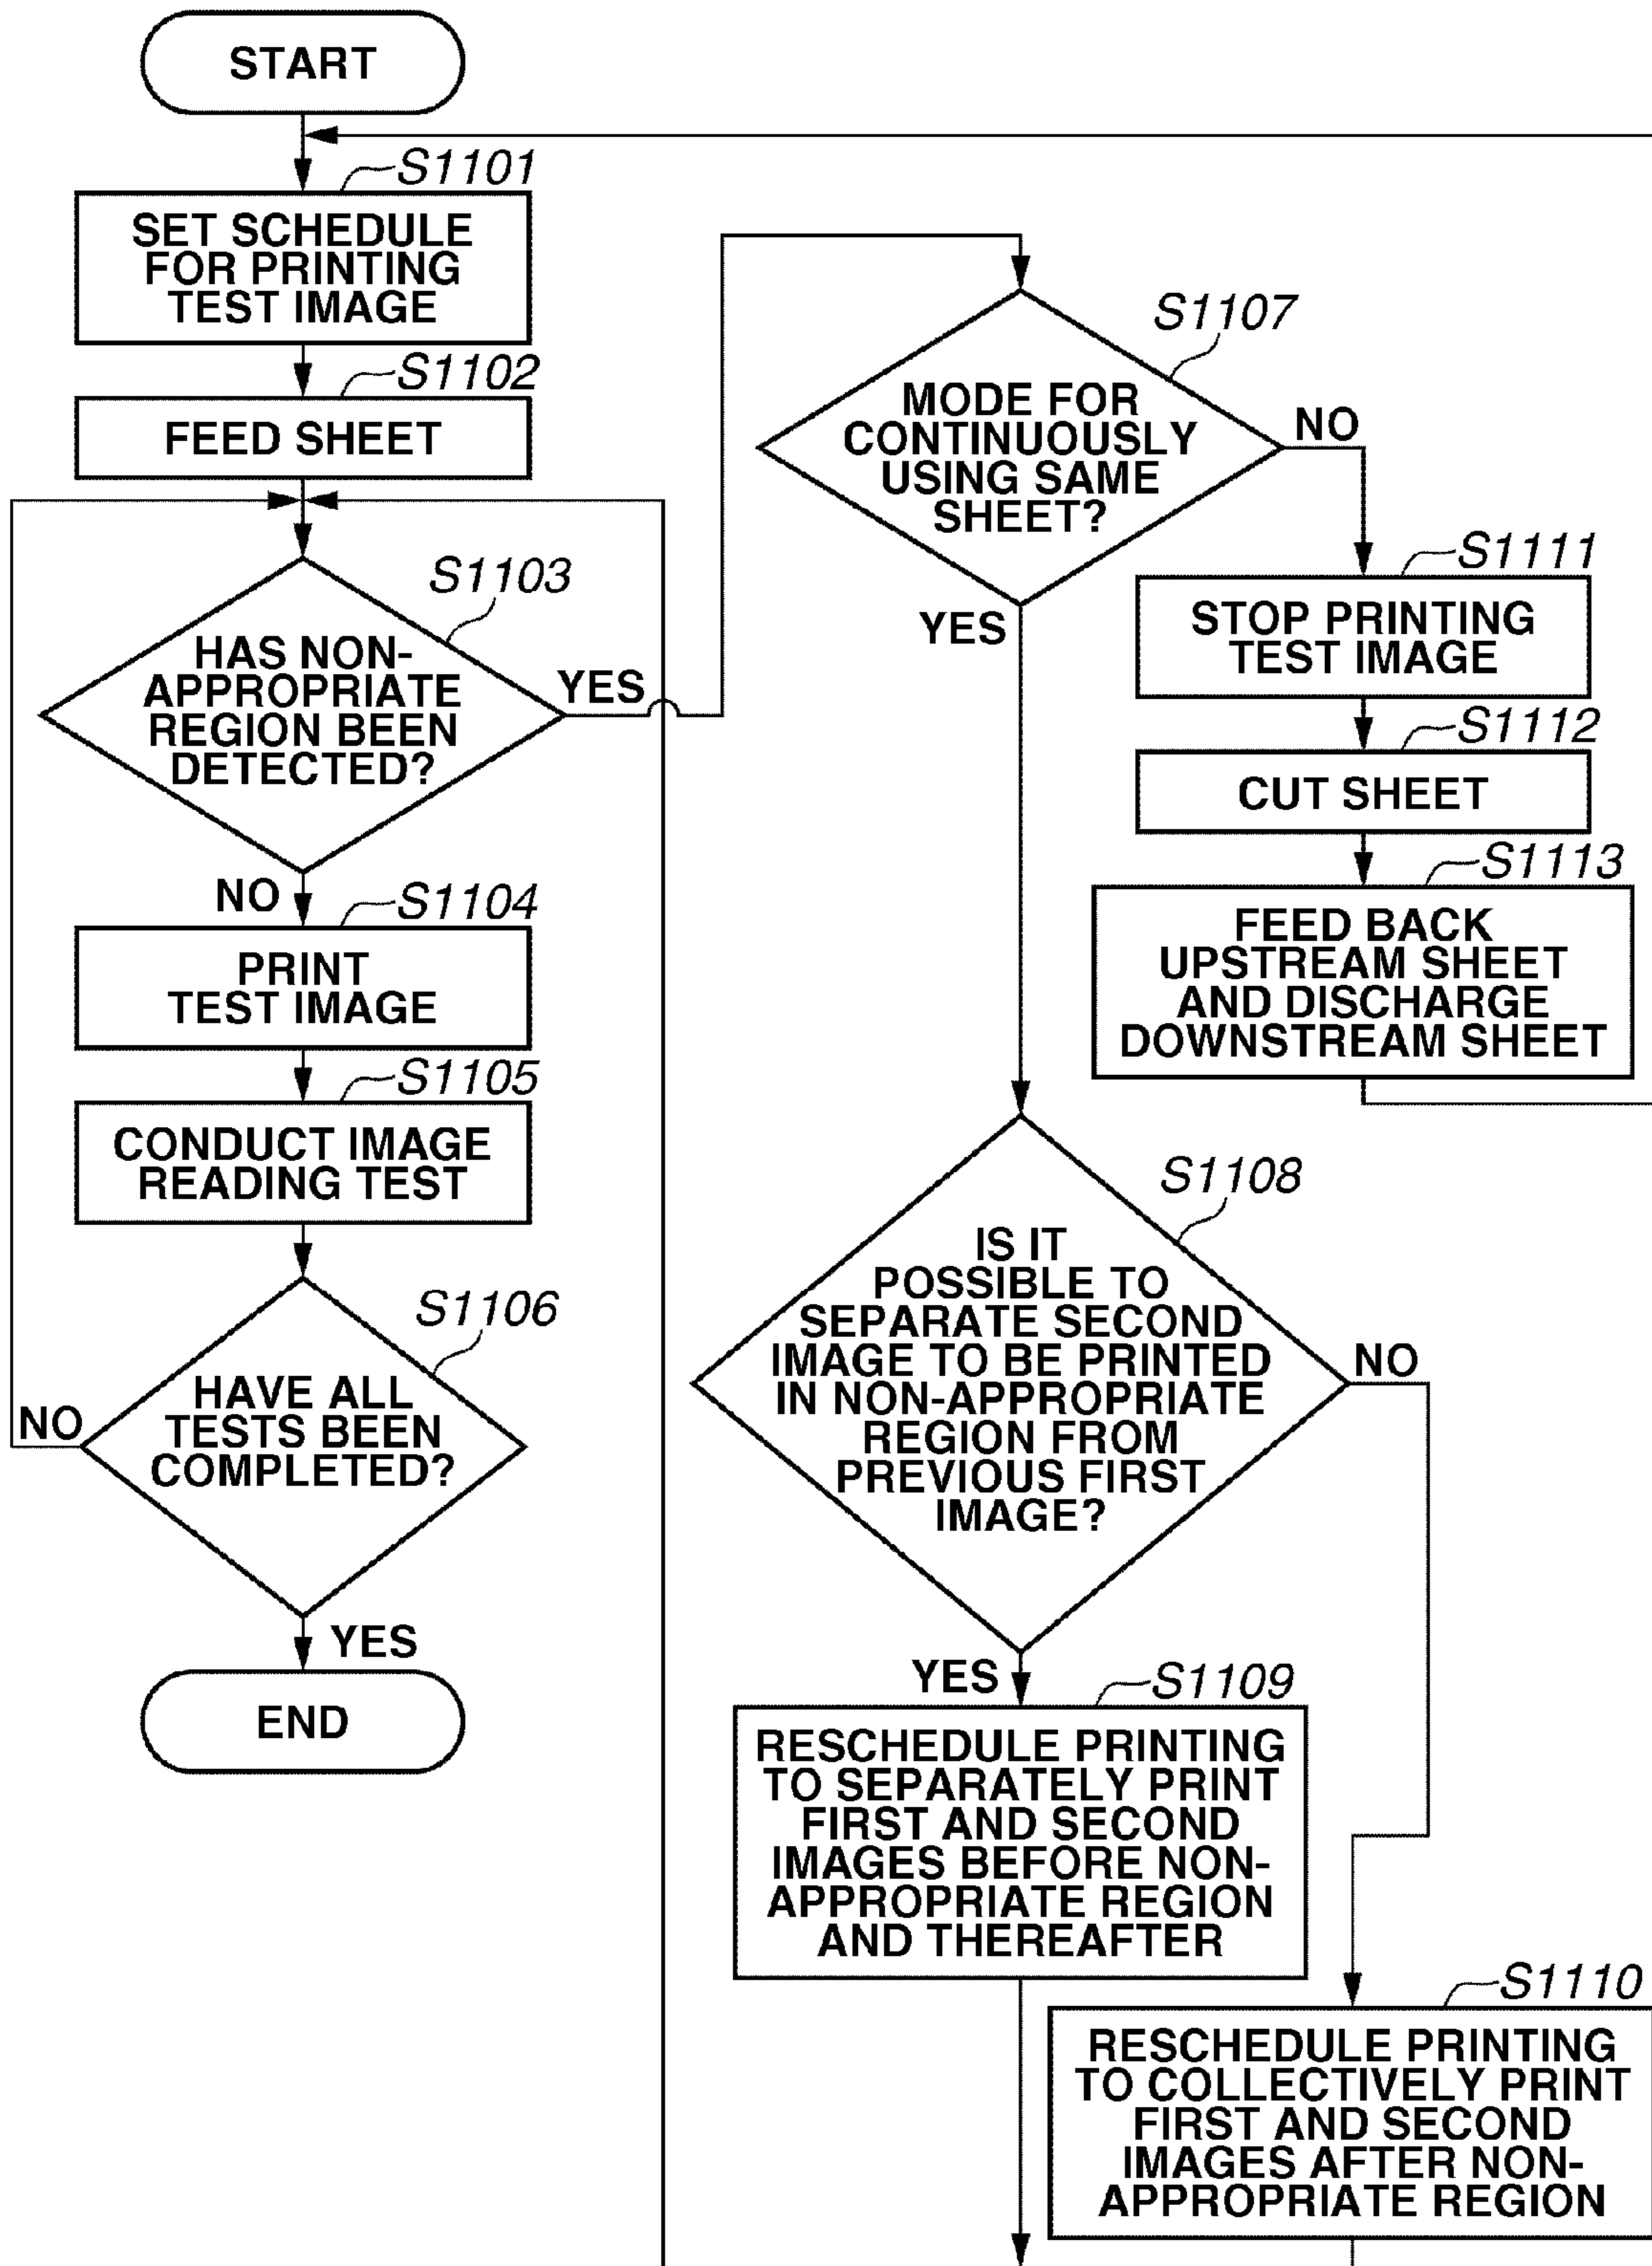 START
S1101
SET SCHEDULE
FOR PRINTING
TEST IMAGE
S1102
FEED SHEET
S1103
HAS NON-
APPROPRIATE
REGION BEEN
DETECTED?
YES
NO
S1104
PRINT
TEST IMAGE
S1105
CONDUCT IMAGE
READING TEST
S1106
HAVE ALL
TESTS BEEN
COMPLETED?
NO
YES
END
S1107
MODE FOR
CONTINUOUSLY
USING SAME
SHEET?
NO
YES
S1111
STOP PRINTING
TEST IMAGE
S1112
CUT SHEET
S1113
FEED BACK
UPSTREAM SHEET
AND DISCHARGE
DOWNSTREAM SHEET
S1108
IS IT
POSSIBLE TO
SEPARATE SECOND
IMAGE TO BE PRINTED
IN NON-APPROPRIATE
REGION FROM
PREVIOUS FIRST
IMAGE?
NO
YES
S1109
RESCHEDULE PRINTING
TO SEPARATELY PRINT
FIRST AND SECOND
IMAGES BEFORE NON-
APPROPRIATE REGION
AND THEREAFTER
S1110
RESCHEDULE PRINTING
TO COLLECTIVELY PRINT
FIRST AND SECOND
IMAGES AFTER NON-
APPROPRIATE REGION